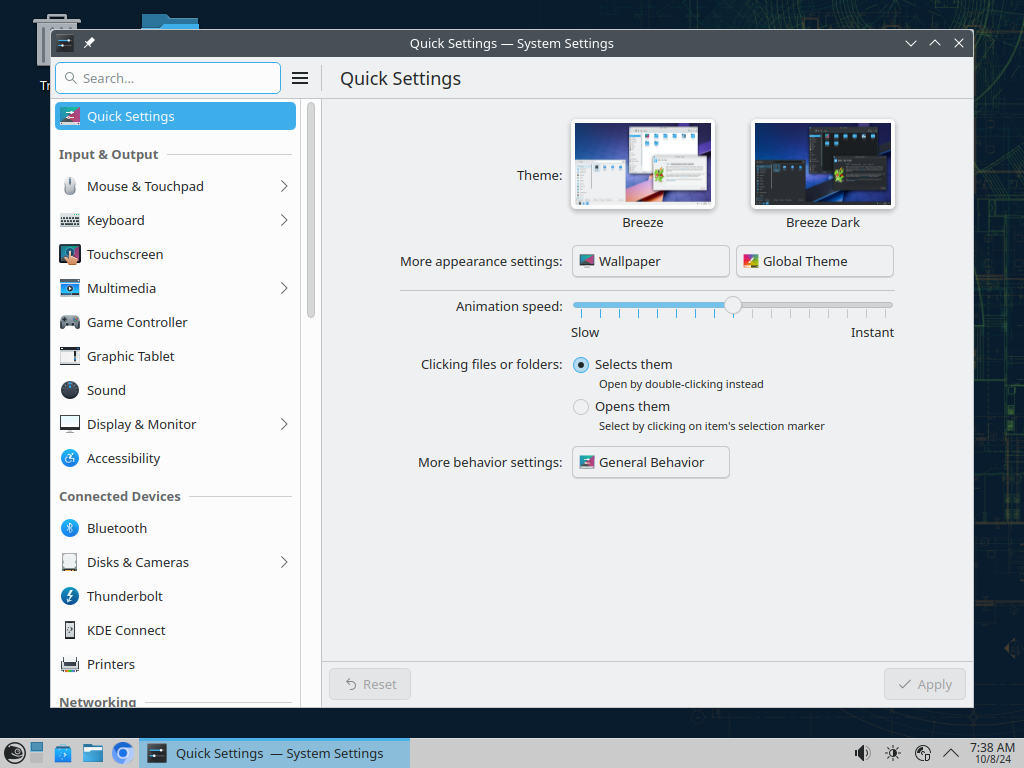 Quick Settings — System Settings
Search...
Quick Settings
Quick Settings
Input & Output
Mouse & Touchpad
Keyboard
Touchscreen
Multimedia
Game Controller
Graphic Tablet
Sound
Display & Monitor
Accessibility
Connected Devices
Bluetooth
Disks & Cameras
Thunderbolt
KDE Connect
Printers
Networking
Theme:
Breeze
Breeze Dark
More appearance settings:
Wallpaper
Global Theme
Animation speed:
Slow
Instant
Clicking files or folders:
Selects them
Open by double-clicking instead
Opens them
Select by clicking on item's selection marker
More behavior settings:
General Behavior
Reset
Apply
Quick Settings — System Settings
7:38 AM
10/8/24